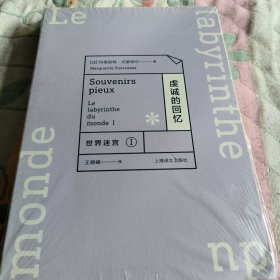 Le
labyrinthe
du
monde
[法]玛格丽特·尤瑟纳尔 著
Marguerite Yourcenar
Souvenirs
pieux
Le
labyrinthe
du
monde I
虔诚的回忆
*
世界迷宫 I
王晓峰 译
上海译文出版社